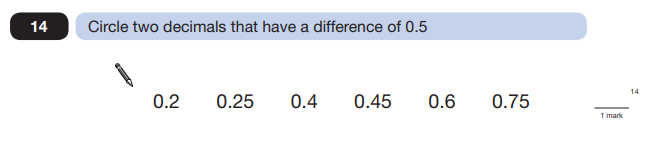 14 Circle two decimals that have a difference of 0.5
0.2 0.25 0.4 0.45 0.6 0.75
14
1 mark